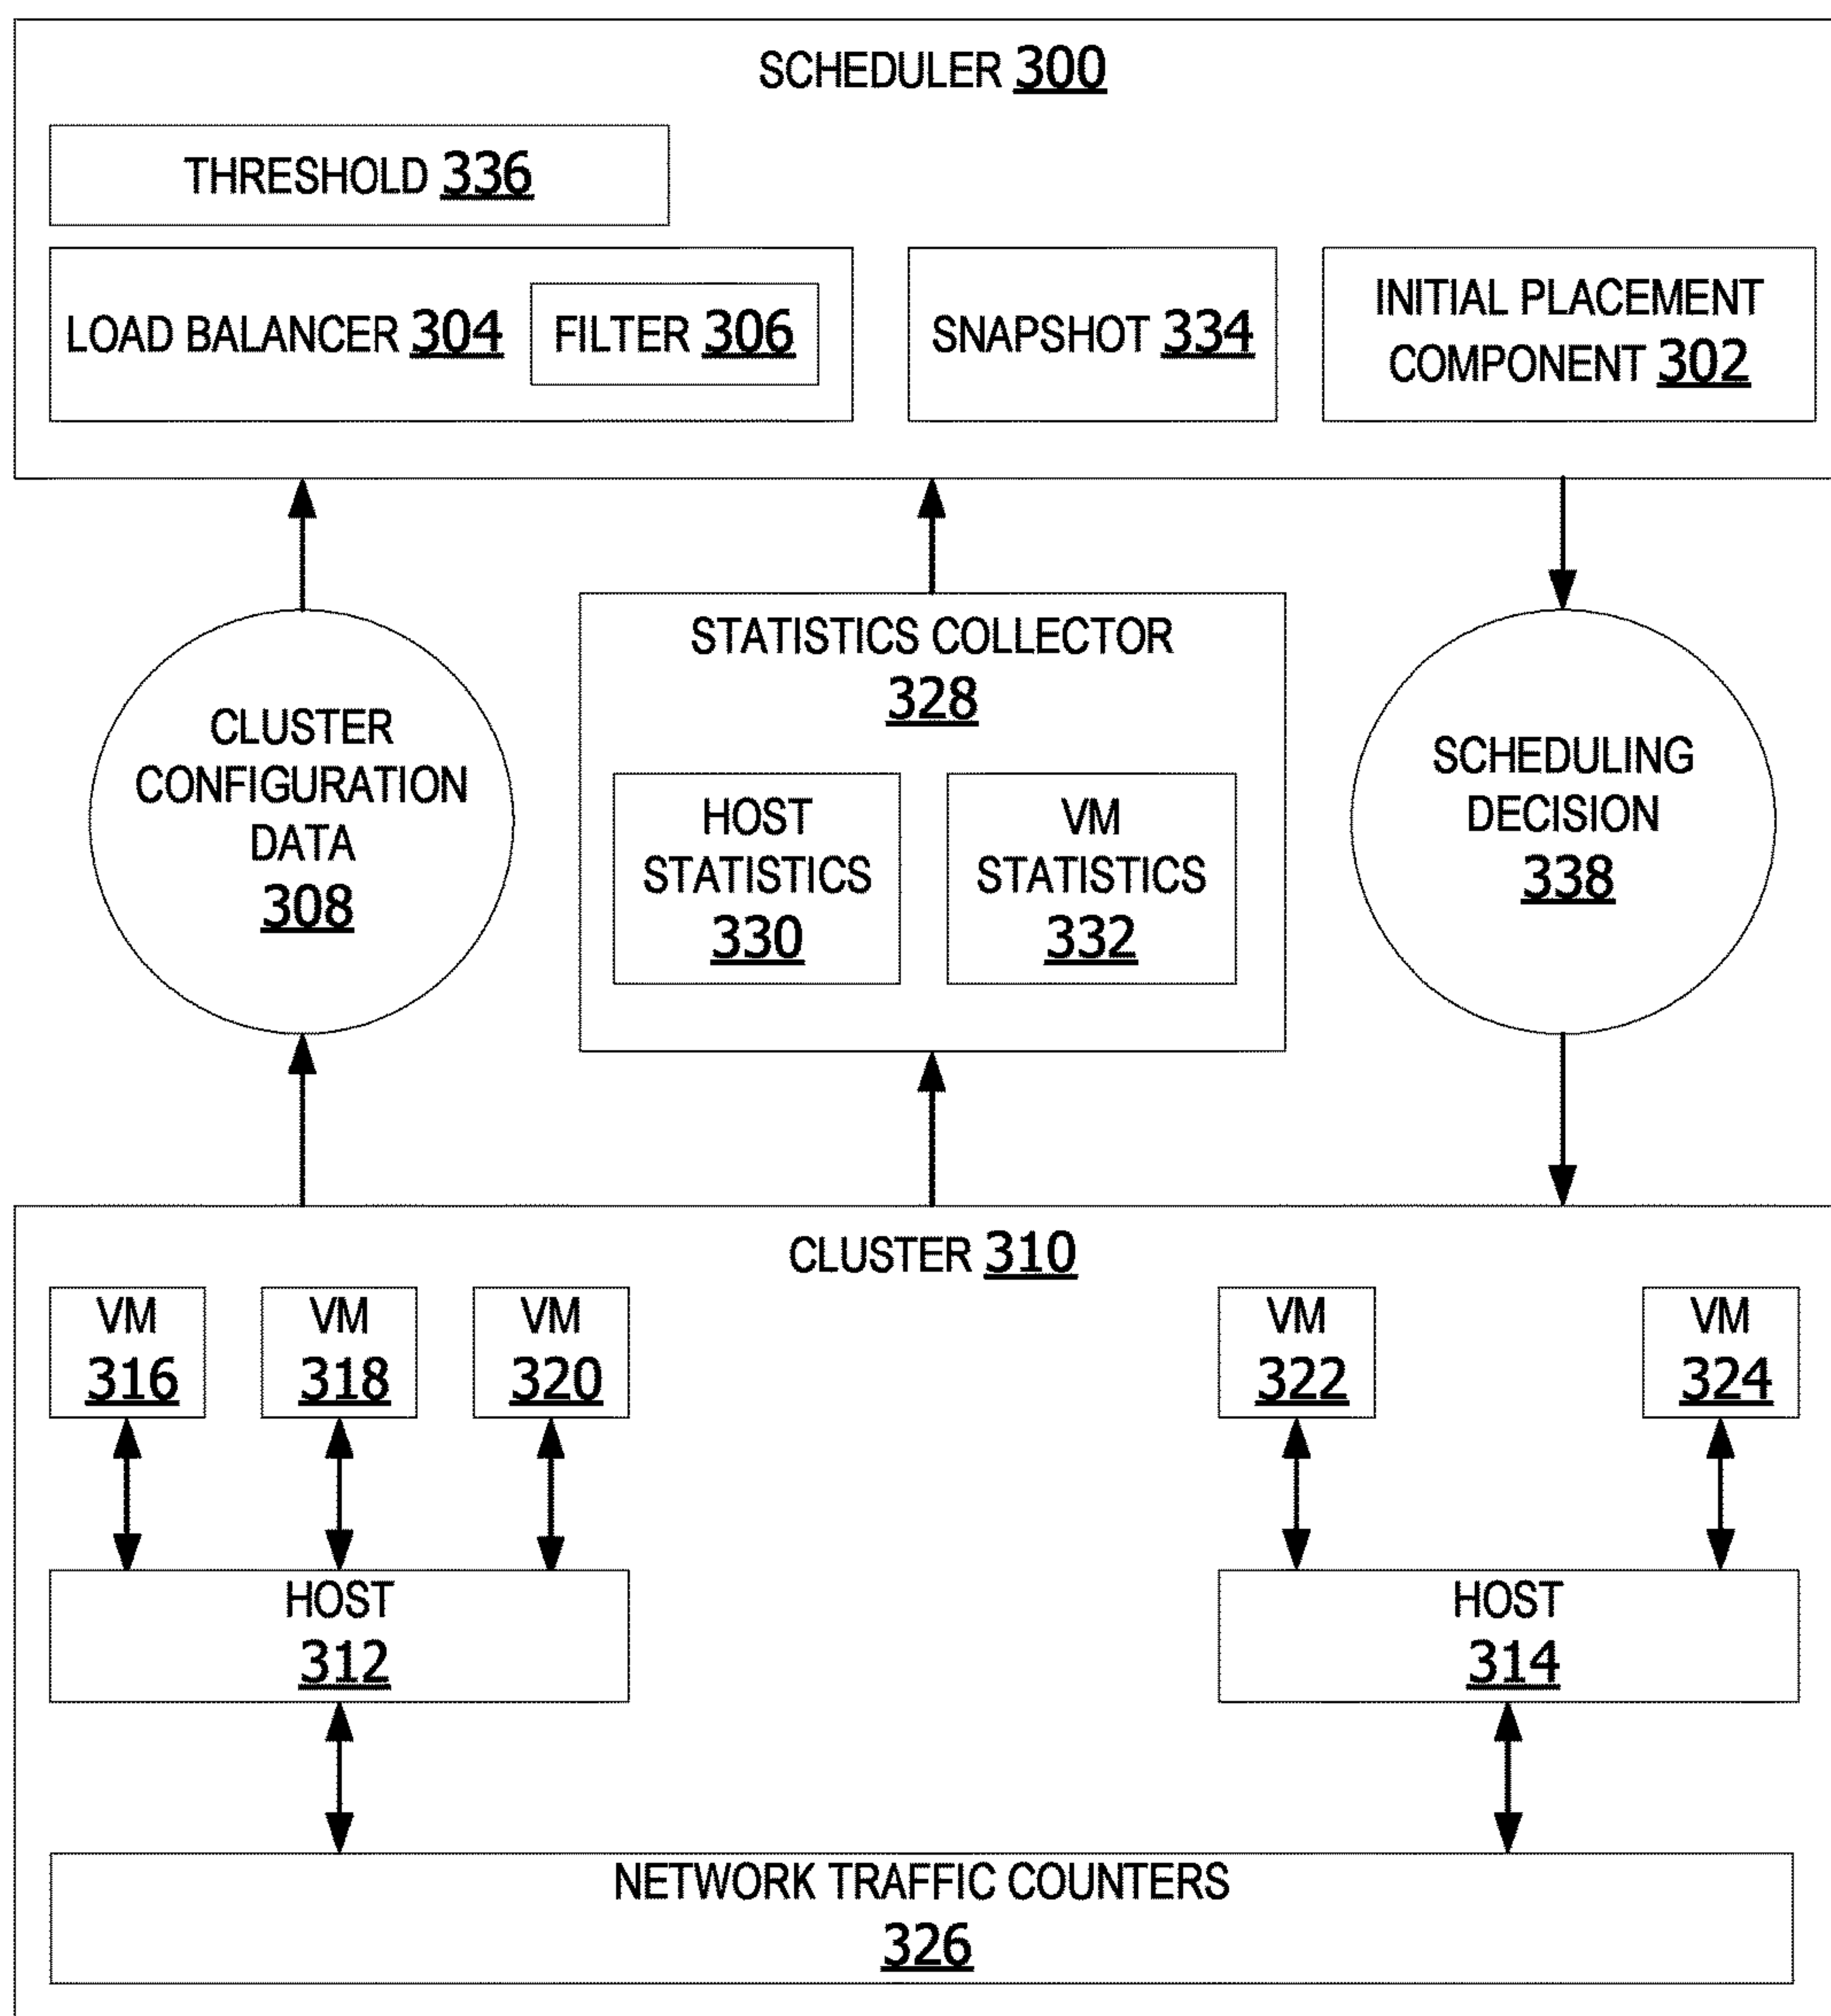 SCHEDULER 300
THRESHOLD 336
LOAD BALANCER 304
FILTER 306
SNAPSHOT 334
INITIAL PLACEMENT
COMPONENT 302
CLUSTER
CONFIGURATION
DATA
308
STATISTICS COLLECTOR
328
HOST
STATISTICS
330
VM
STATISTICS
332
SCHEDULING
DECISION
338
CLUSTER 310
VM
316
VM
318
VM
320
VM
322
VM
324
HOST
312
HOST
314
NETWORK TRAFFIC COUNTERS
326